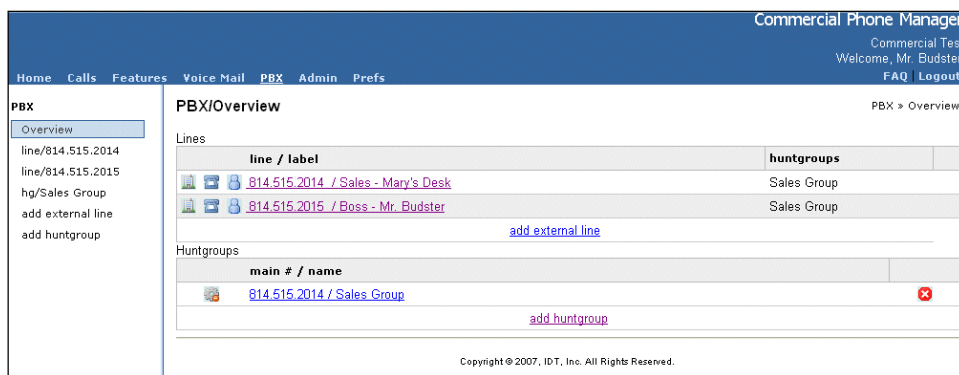 Commercial Phone Manager
Commercial Tes
Welcome, Mr. Budster
Home Calls Features Voice Mail PBX Admin Prefs FAQ | Logout
PBX
Overview
line/814.515.2014
line/814.515.2015
hg/Sales Group
add external line
add huntgroup
PBX/Overview
PBX » Overview
Lines
line / label huntgroups
814.515.2014 / Sales - Mary's Desk Sales Group
814.515.2015 / Boss - Mr. Budster Sales Group
add external line
Huntgroups
main # / name
814.515.2014 / Sales Group
add huntgroup
Copyright © 2007, IDT, Inc. All Rights Reserved.